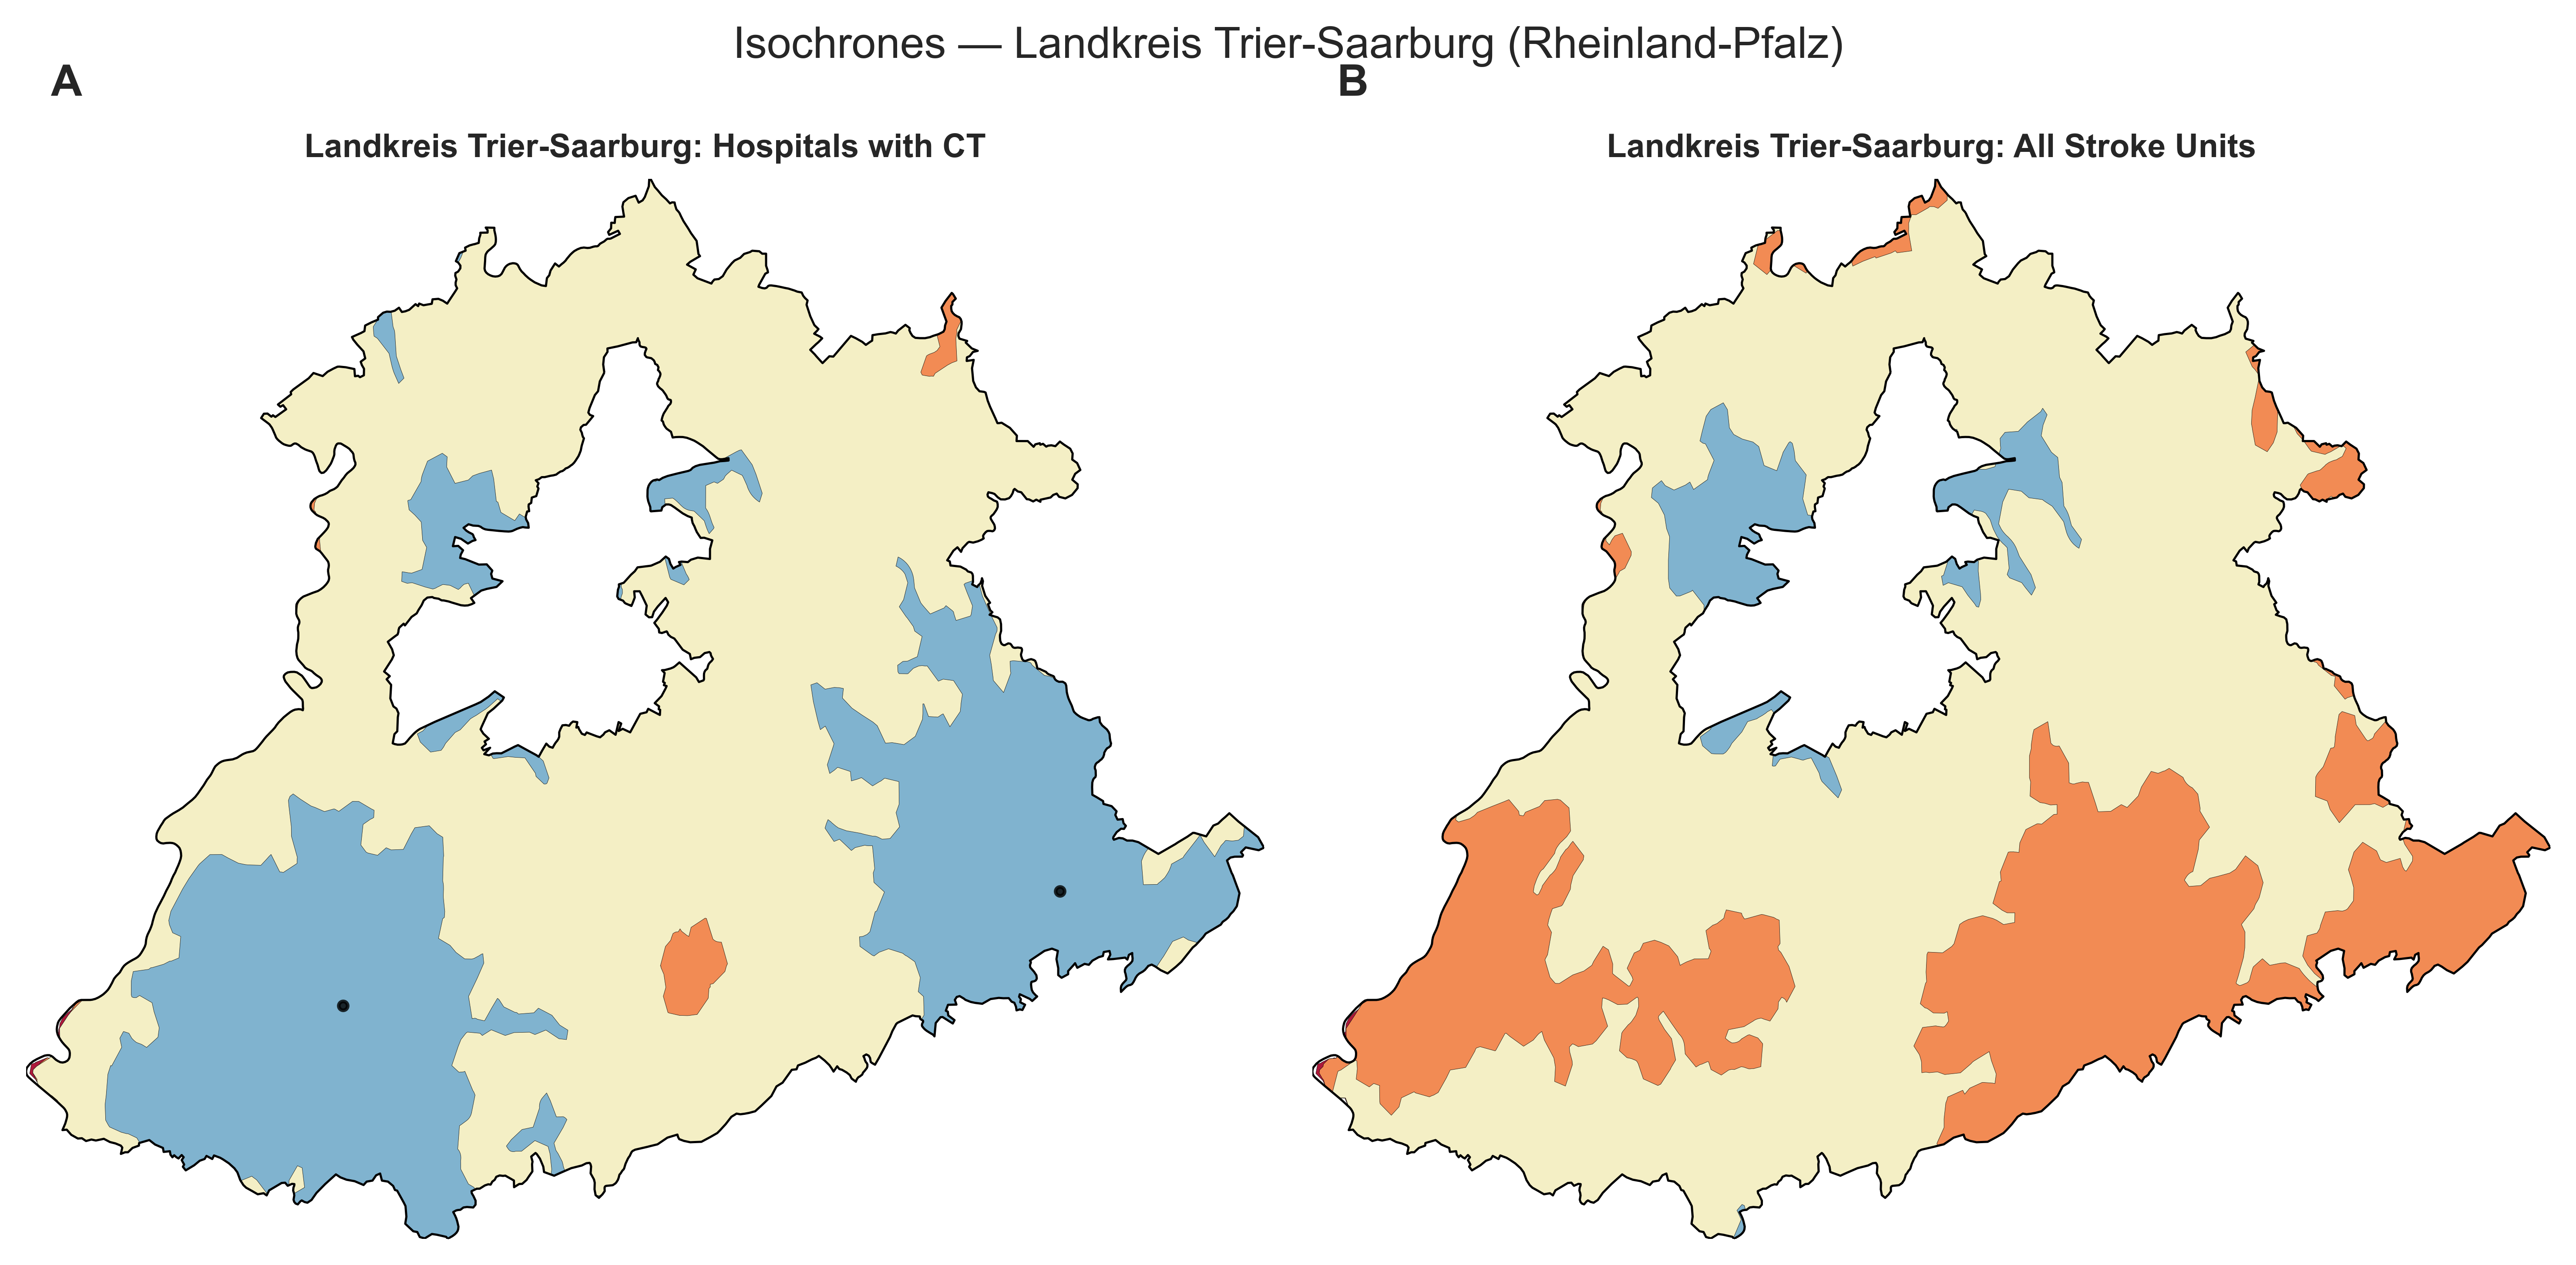 Isochrones — Landkreis Trier-Saarburg (Rheinland-Pfalz)
A
B
Landkreis Trier-Saarburg: Hospitals with CT
Landkreis Trier-Saarburg: All Stroke Units